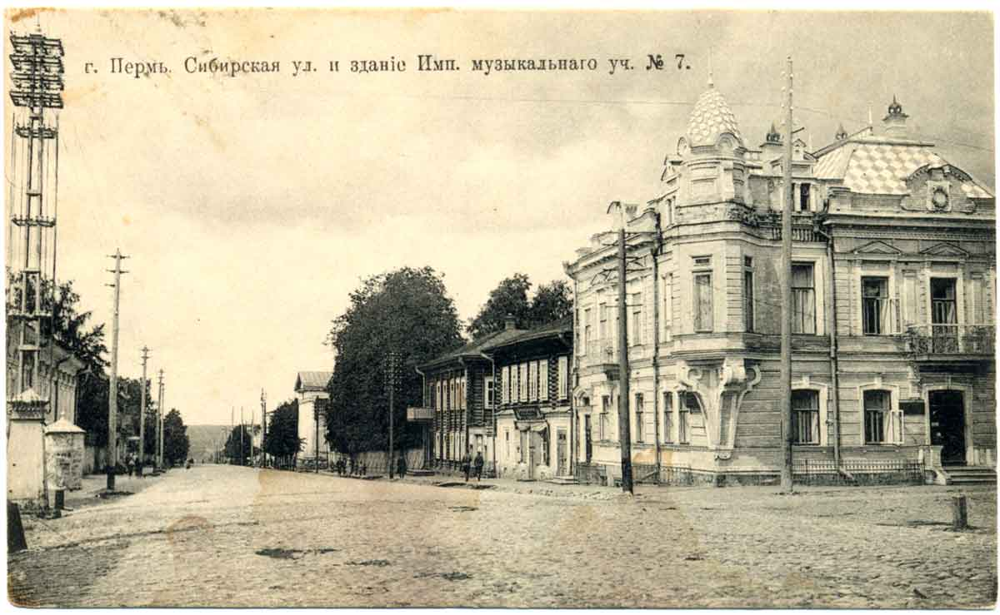 г. Пермь. Сибирская ул. и зданіе Имп. музыкальнаго уч. № 7.